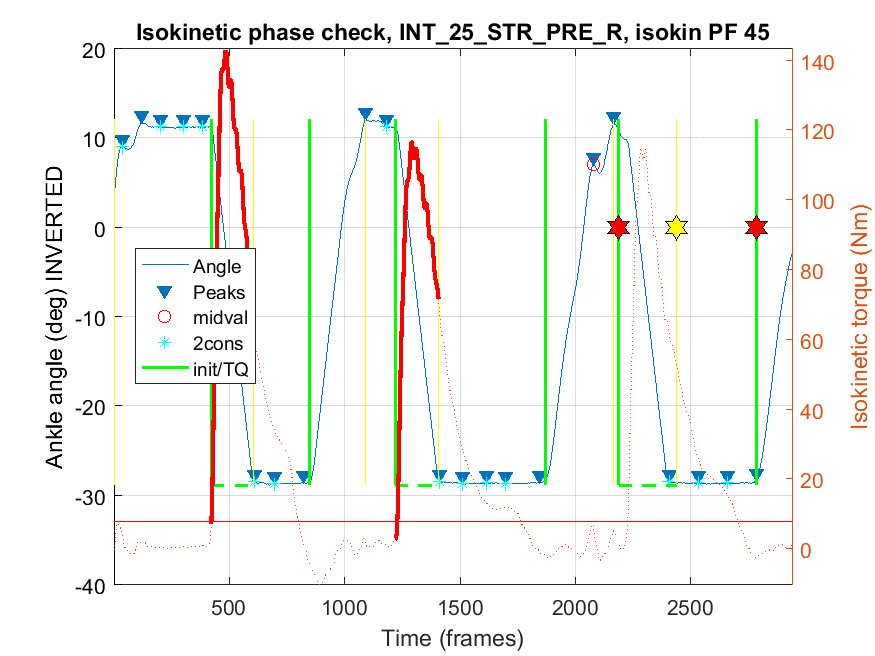 Isokinetic phase check, INT_25_STR_PRE_R, isokin PF 45
20
10
0
-10
-20
-30
-40
Ankle angle (deg) INVERTED
140
120
100
80
60
40
20
0
Isokinetic torque (Nm)
Angle
Peaks
midval
2cons
init/TQ
500
1000
1500
2000
2500
Time (frames)